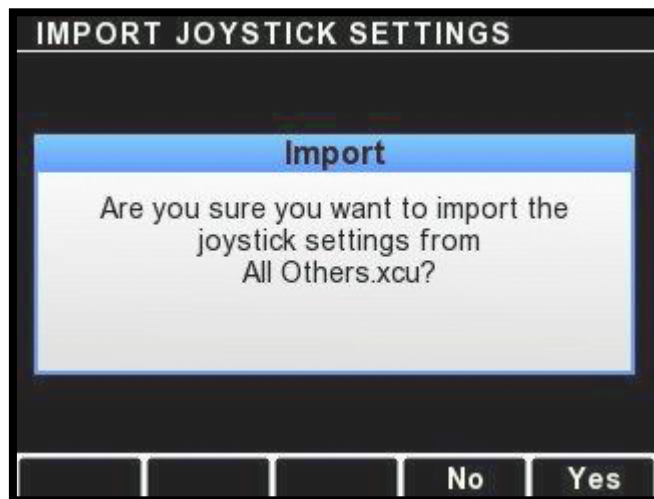 IMPORT JOYSTICK SETTINGS
Import
Are you sure you want to import the
joystick settings from
All Others.xcu?
No Yes